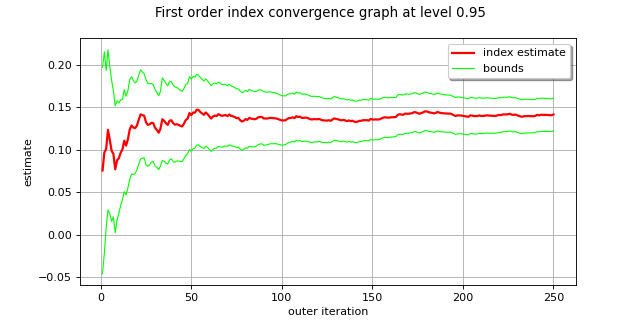 First order index convergence graph at level 0.95
index estimate
bounds
0.20
0.15
0.10
0.05
0.00
−0.05
estimate
0
50
100
150
200
250
outer iteration